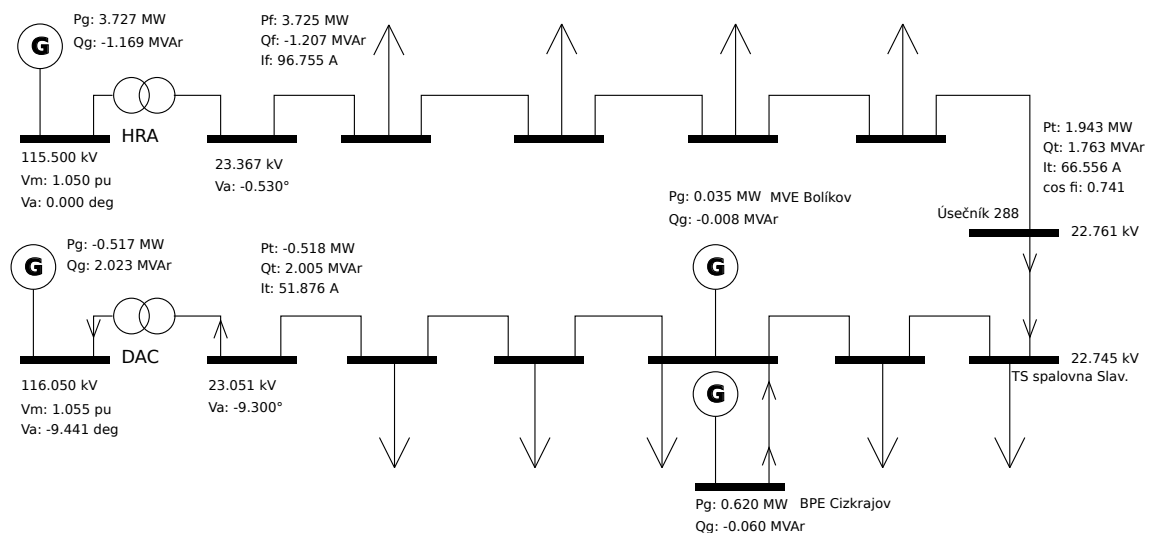 G
Pg: 3.727 MW
Qg: -1.169 MVAr
Pf: 3.725 MW
Qf: -1.207 MVAr
If: 96.755 A
HRA
115.500 kV
Vm: 1.050 pu
Va: 0.000 deg
23.367 kV
Va: -0.530°
Pt: 1.943 MW
Qt: 1.763 MVAr
It: 66.556 A
cos fi: 0.741
Pg: 0.035 MW MVE Bolíkov
Qg: -0.008 MVAr
Úsečník 288
22.761 kV
G
Pg: -0.517 MW
Qg: 2.023 MVAr
Pt: -0.518 MW
Qt: 2.005 MVAr
It: 51.876 A
G
DAC
116.050 kV
Vm: 1.055 pu
Va: -9.441 deg
23.051 kV
Va: -9.300°
22.745 kV
TS spalovna Slav.
G
Pg: 0.620 MW BPE Cizkrajov
Qg: -0.060 MVAr